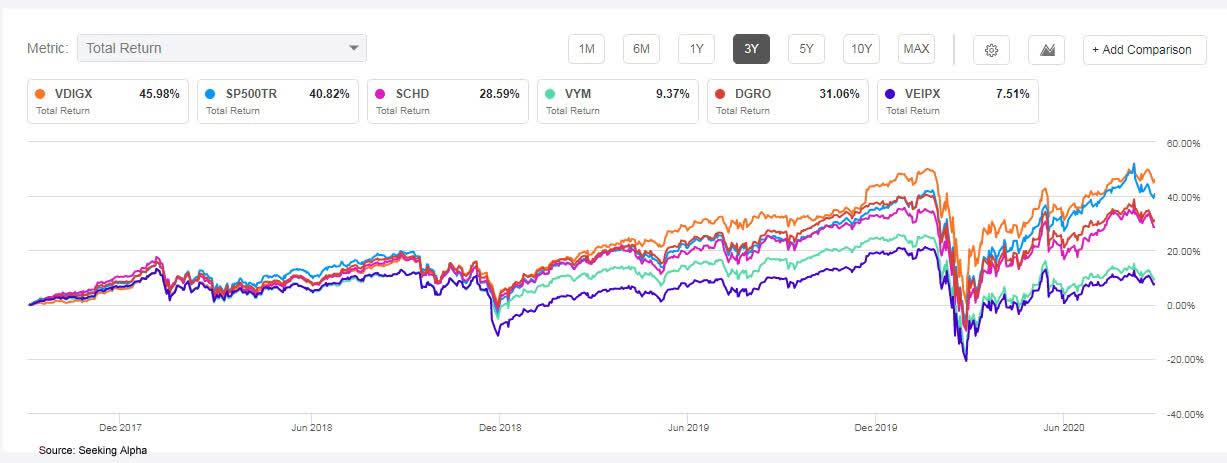 Metric: Total Return 1M 6M 1Y 3Y 5Y 10Y MAX + Add Comparison
VDIGX 45.98% SP500TR 40.82% SCHD 28.59% VYM 9.37% DGRO 31.06% VEIPX 7.51%
Total Return Total Return Total Return Total Return Total Return Total Return
60.00%
40.00%
20.00%
0.00%
-20.00%
-40.00%
Dec 2017 Jun 2018 Dec 2018 Jun 2019 Dec 2019 Jun 2020
Source: Seeking Alpha